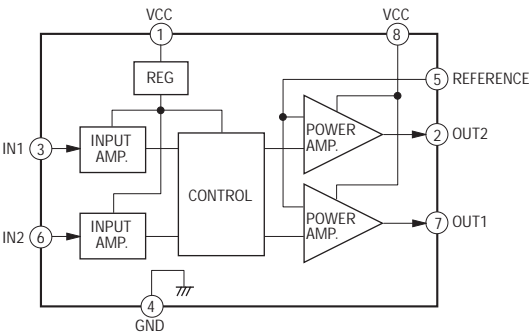 VCC
VCC
1
8
REG
5 REFERENCE
INPUT
AMP.
POWER
AMP.
IN1 3
2 OUT2
CONTROL
INPUT
AMP.
POWER
AMP.
IN2 6
7 OUT1
4
GND